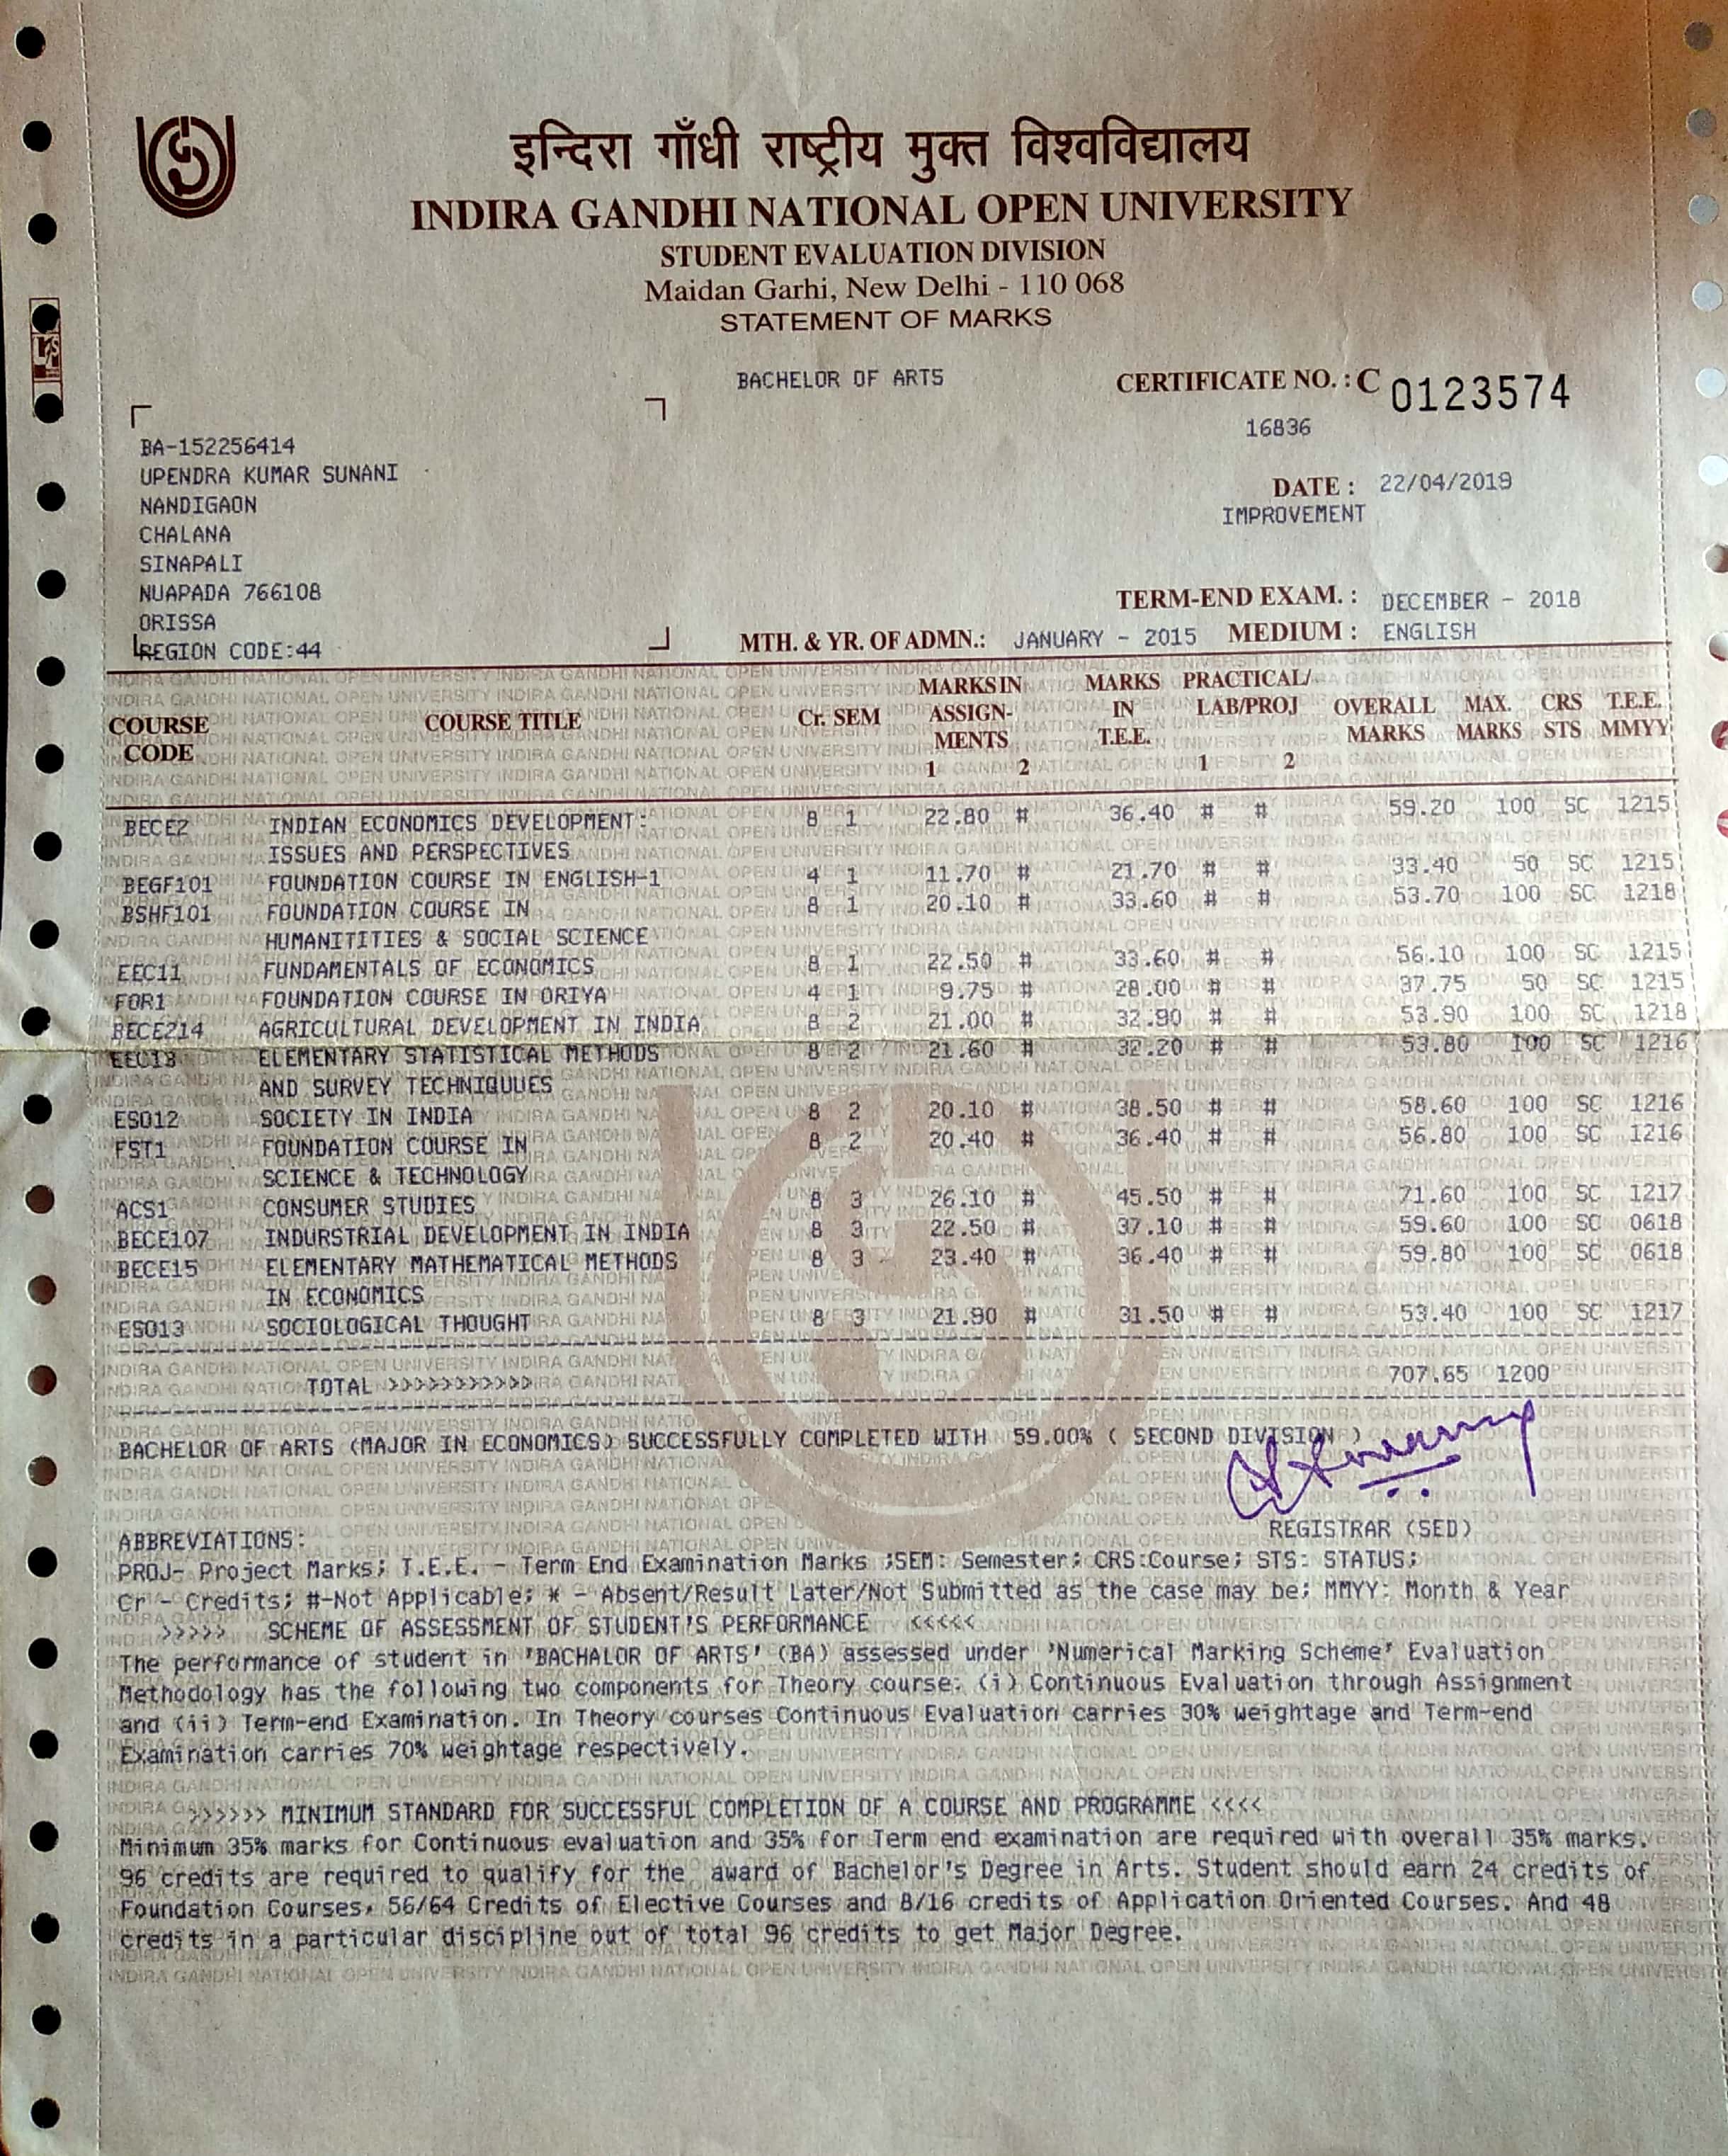 इन्दिरा गाँधी राष्ट्रीय मुक्त विश्वविद्यालय
INDIRA GANDHI NATIONAL OPEN UNIVERSITY
STUDENT EVALUATION DIVISION
Maidan Garhi, New Delhi - 110 068
STATEMENT OF MARKS
BACHELOR OF ARTS CERTIFICATE NO. : C 0123574
16836
BA-152256414
UPENDRA KUMAR SUNANI
DATE : 22/04/2019
NANDIGAON
IMPROVEMENT
CHALANA
SINAPALI
NUAPADA 766108
TERM-END EXAM. : DECEMBER - 2018
ORISSA
REGION CODE:44 MTH. & YR. OF ADMN.: JANUARY - 2015 MEDIUM : ENGLISH
COURSE CODE COURSE TITLE Cr. SEM MARKS IN ASSIGN-MENTS 1 2 MARKS IN T.E.E. PRACTICAL/ LAB/PROJ 1 2 OVERALL MARKS MAX. MARKS CRS STS T.E.E. MMYY
BECE2 INDIAN ECONOMICS DEVELOPMENT: 8 1 22.80 # 36.40 # # 59.20 100 SC 1215
ISSUES AND PERSPECTIVES
BEGF101 FOUNDATION COURSE IN ENGLISH-1 4 1 11.70 # 21.70 # # 33.40 50 SC 1215
BSHF101 FOUNDATION COURSE IN 8 1 20.10 # 33.60 # # 53.70 100 SC 1218
HUMANITITIES & SOCIAL SCIENCE
EEC11 FUNDAMENTALS OF ECONOMICS 8 1 22.50 # 33.60 # # 56.10 100 SC 1215
FOR1 FOUNDATION COURSE IN ORIYA 4 1 9.75 # 28.00 # # 37.75 50 SC 1215
BECE214 AGRICULTURAL DEVELOPMENT IN INDIA 8 2 21.00 # 32.90 # # 53.90 100 SC 1218
EEC13 ELEMENTARY STATISTICAL METHODS 8 2 21.60 # 32.20 # # 53.80 100 SC 1216
AND SURVEY TECHNIQUUES
ESO12 SOCIETY IN INDIA 8 2 20.10 # 38.50 # # 58.60 100 SC 1216
FST1 FOUNDATION COURSE IN 8 2 20.40 # 36.40 # # 56.80 100 SC 1216
SCIENCE & TECHNOLOGY
ACS1 CONSUMER STUDIES 8 3 26.10 # 45.50 # # 71.60 100 SC 1217
BECE107 INDURSTRIAL DEVELOPMENT IN INDIA 8 3 22.50 # 37.10 # # 59.60 100 SC 0618
BECE15 ELEMENTARY MATHEMATICAL METHODS 8 3 23.40 # 36.40 # # 59.80 100 SC 0618
IN ECONOMICS
ESO13 SOCIOLOGICAL THOUGHT 8 3 21.90 # 31.50 # # 53.40 100 SC 1217
TOTAL >>>>>>>>>>> 707.65 1200
BACHELOR OF ARTS (MAJOR IN ECONOMICS) SUCCESSFULLY COMPLETED WITH 59.00% ( SECOND DIVISION )
REGISTRAR (SED)
ABBREVIATIONS:
PROJ- Project Marks; T.E.E. - Term End Examination Marks ;SEM: Semester; CRS:Course; STS: STATUS;
Cr - Credits; #-Not Applicable; * - Absent/Result Later/Not Submitted as the case may be; MMYY: Month & Year
>>>>> SCHEME OF ASSESSMENT OF STUDENT'S PERFORMANCE <<<<<
The performance of student in 'BACHALOR OF ARTS' (BA) assessed under 'Numerical Marking Scheme' Evaluation
Methodology has the following two components for Theory course: (i) Continuous Evaluation through Assignment
and (ii) Term-end Examination. In Theory courses Continuous Evaluation carries 30% weightage and Term-end
Examination carries 70% weightage respectively.
>>>>>> MINIMUM STANDARD FOR SUCCESSFUL COMPLETION OF A COURSE AND PROGRAMME <<<<
Minimum 35% marks for Continuous evaluation and 35% for Term end examination are required with overall 35% marks.
96 credits are required to qualify for the award of Bachelor's Degree in Arts. Student should earn 24 credits of
Foundation Courses, 56/64 Credits of Elective Courses and 8/16 credits of Application Oriented Courses. And 48
credits in a particular discipline out of total 96 credits to get Major Degree.